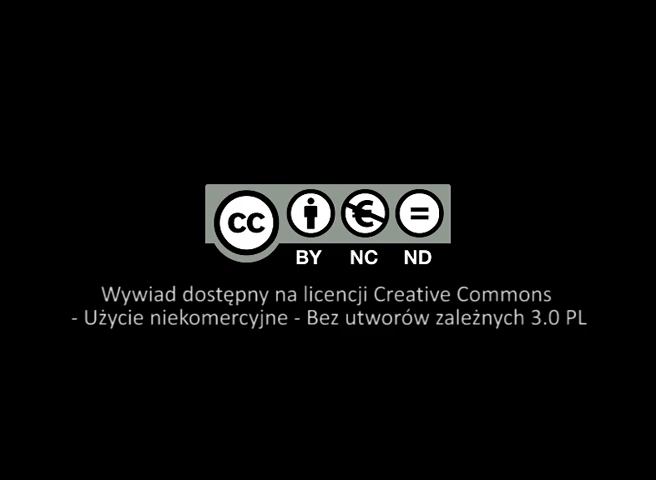 cc
BY NC ND
Wywiad dostępny na licencji Creative Commons
- Użycie niekomercyjne - Bez utworów zależnych 3.0 PL